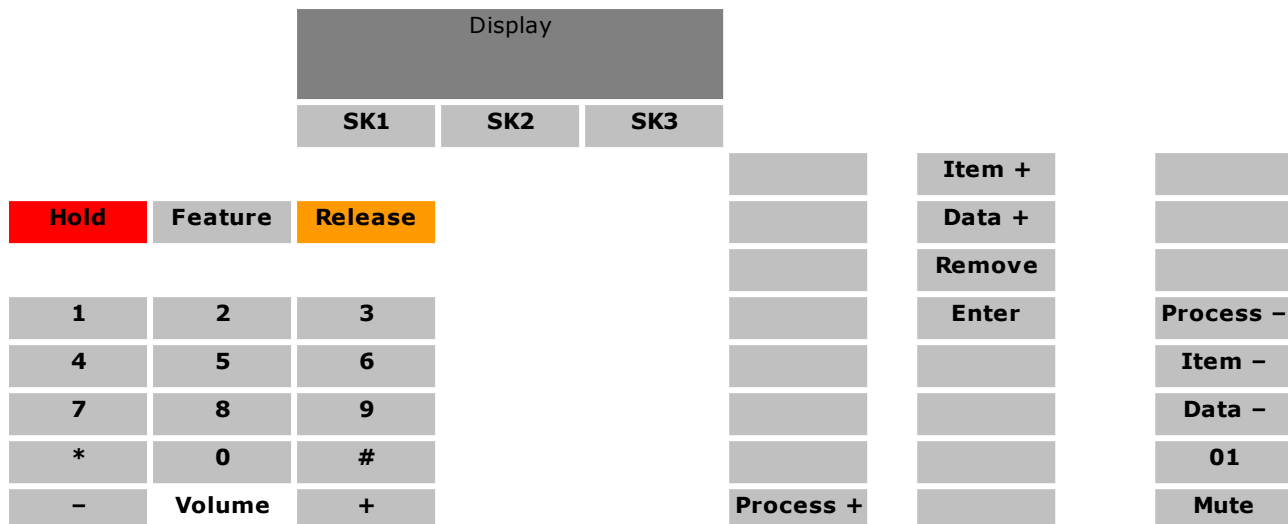 Display
SK1 SK2 SK3
Item +
Hold Feature Release Data +
Remove
1 2 3 Enter Process –
4 5 6 Item –
7 8 9 Data –
* 0 # 01
– Volume + Process + Mute